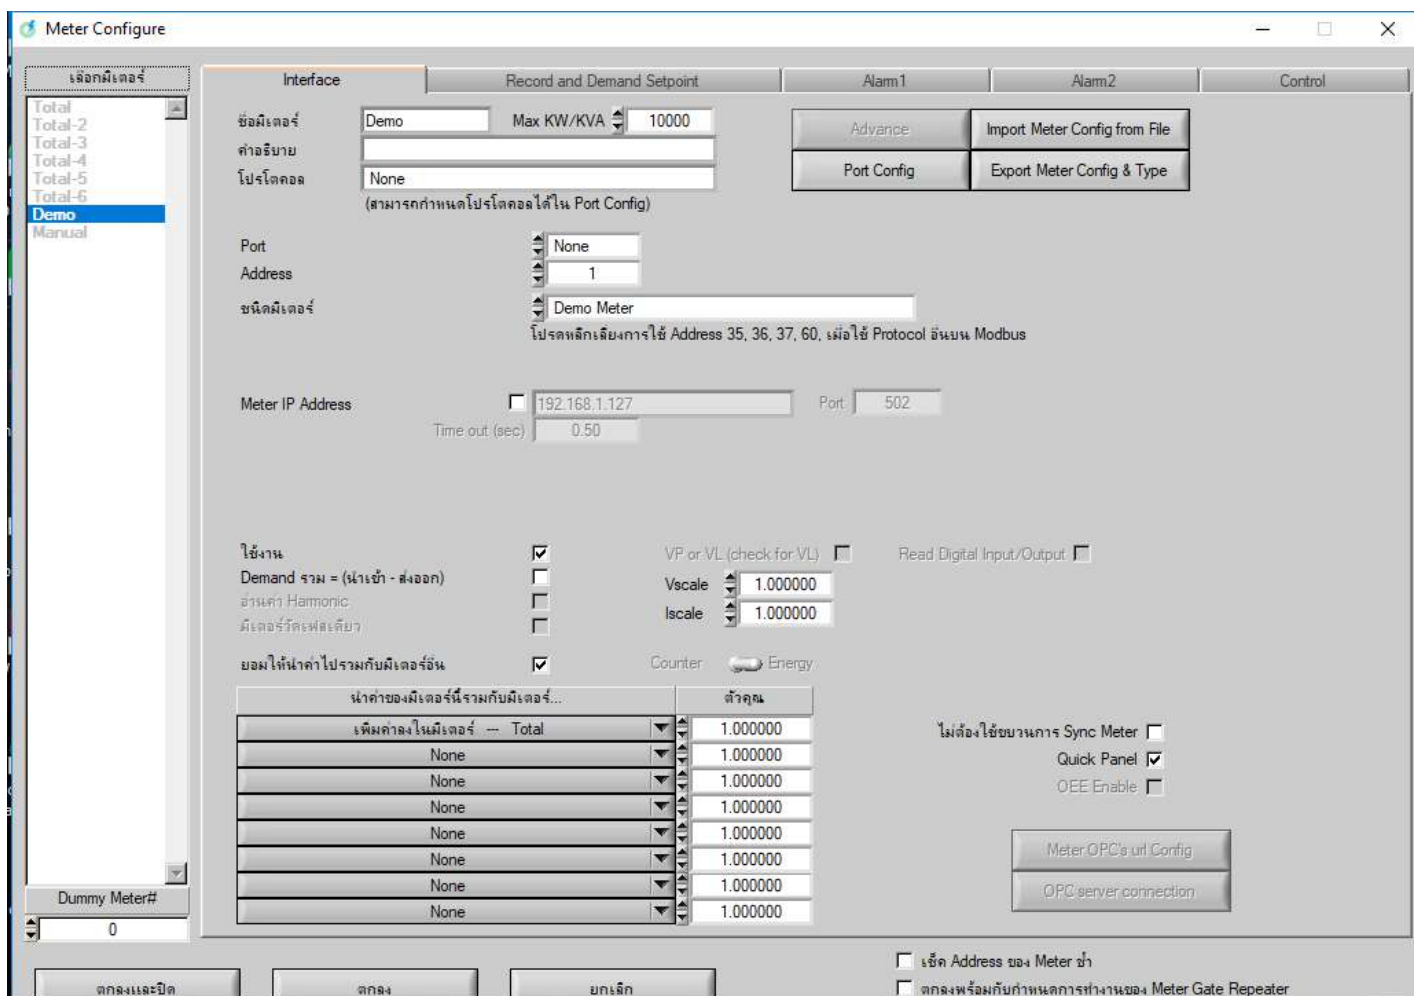 Meter Configure
เลือกมิเตอร์
Interface
Record and Demand Setpoint
Alarm1
Alarm2
Control
Total
Total-2
Total-3
Total-4
Total-5
Total-6
Demo
Manual
ชื่อมิเตอร์ Demo Max KW/KVA 10000
คำอธิบาย
โปรโตคอล None
(สามารถกำหนดโปรโตคอลได้ใน Port Config)
Advance Import Meter Config from File
Port Config Export Meter Config & Type
Port None
Address 1
ชนิดมิเตอร์ Demo Meter
โปรดหลีกเลี่ยงการใช้ Address 35, 36, 37, 60, เมื่อใช้ Protocol อื่นบน Modbus
Meter IP Address 192.168.1.127 Port 502
Time out (sec) 0.50
ใช้งาน VP or VL (check for VL) Read Digital Input/Output
Demand รวม = (นำเข้า - ส่งออก) Vscale 1.000000
อ่านค่า Harmonic Iscale 1.000000
มิเตอร์วัดเฟสเดียว
ยอมให้นำค่าไปรวมกับมิเตอร์อื่น Counter Energy
นำค่าของมิเตอร์นี้รวมกับมิเตอร์... ตัวคูณ
เพิ่มค่าลงในมิเตอร์ --- Total 1.000000
None 1.000000
None 1.000000
None 1.000000
None 1.000000
None 1.000000
None 1.000000
None 1.000000
ไม่ต้องใช้ขบวนการ Sync Meter
Quick Panel
OEE Enable
Meter OPC's url Config
OPC server connection
Dummy Meter#
0
เช็ค Address ของ Meter ซ้ำ
ตกลงพร้อมกับกำหนดการทำงานของ Meter Gate Repeater
ตกลงและปิด ตกลง ยกเลิก